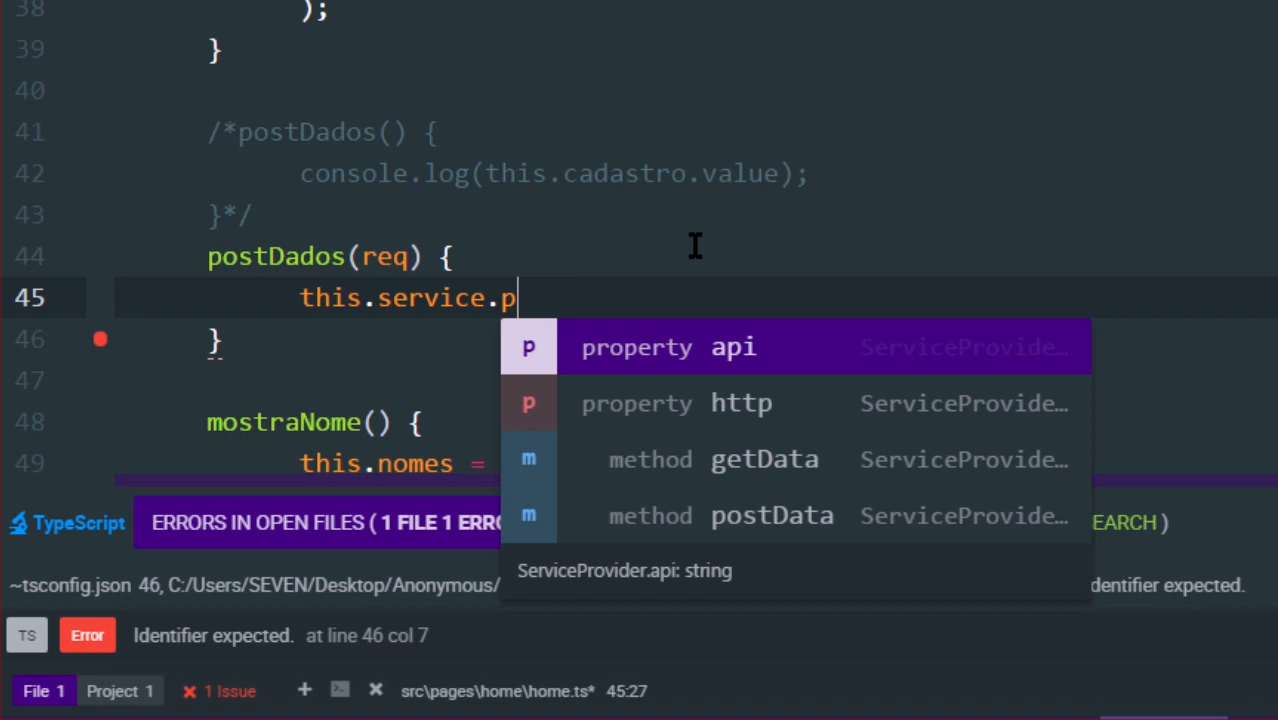 38 );
39 }
40
41 /*postDados() {
42 console.log(this.cadastro.value);
43 }*/
44 postDados(req) {
45 this.service.p
46 }
p property api ServiceProvide…
47
p property http ServiceProvide…
48 mostraNome() {
m method getData ServiceProvide…
49 this.nomes =
m method postData ServiceProvide…
TypeScript ERRORS IN OPEN FILES ( 1 FILE 1 ERRO EARCH )
ServiceProvider.api: string
~tsconfig.json 46, C:/Users/SEVEN/Desktop/Anonymous/ dentifier expected.
TS Error Identifier expected. at line 46 col 7
File 1 Project 1 1 Issue + src\pages\home\home.ts* 45:27